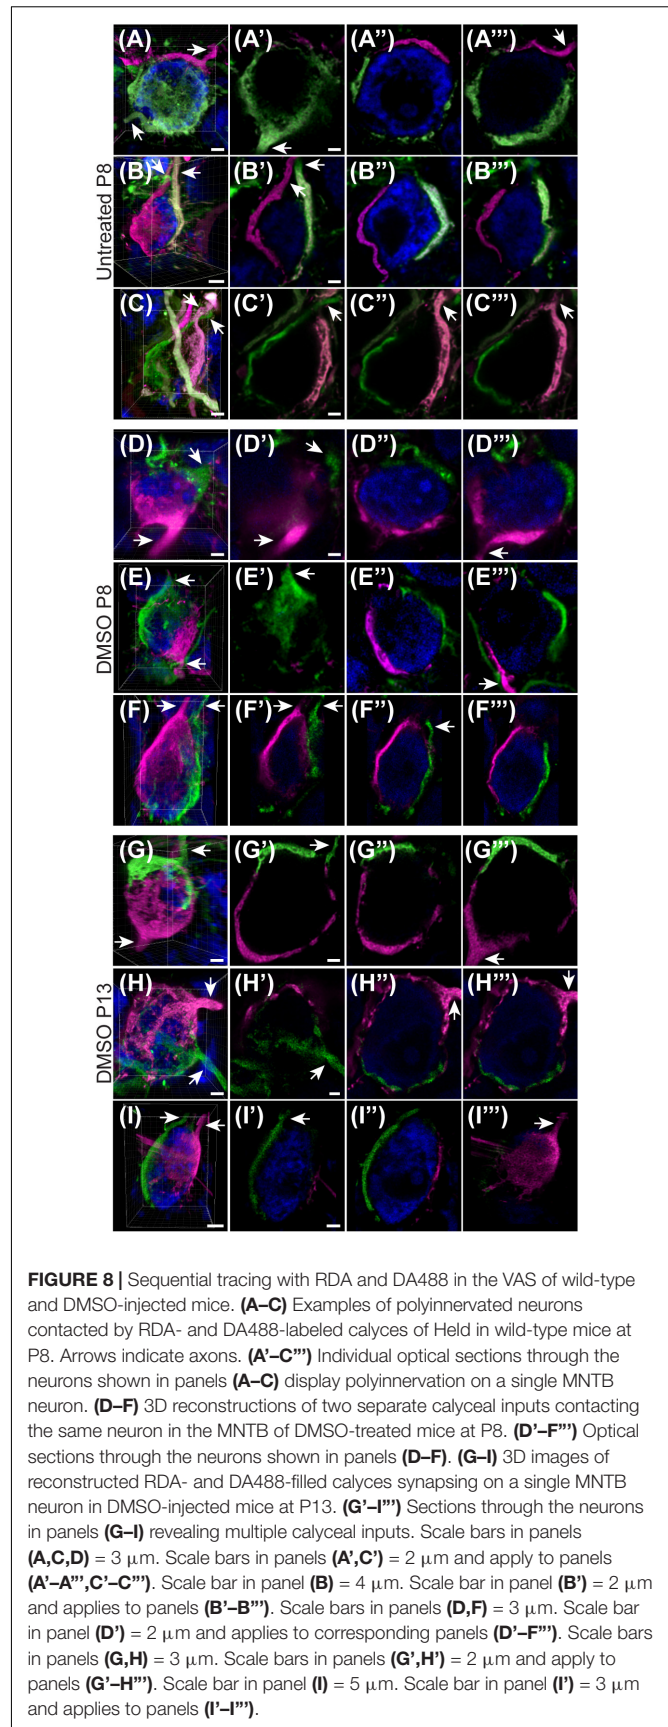 (A) (A') (A'') (A''')
(B) (B') (B'') (B''')
Untreated P8
(C) (C') (C'') (C''')
(D) (D') (D'') (D''')
(E) (E') (E'') (E''')
DMSO P8
(F) (F') (F'') (F''')
(G) (G') (G'') (G''')
(H) (H') (H'') (H''')
DMSO P13
(I) (I') (I'') (I''')
FIGURE 8 | Sequential tracing with RDA and DA488 in the VAS of wild-type
and DMSO-injected mice. (A–C) Examples of polyinnervated neurons
contacted by RDA- and DA488-labeled calyces of Held in wild-type mice at
P8. Arrows indicate axons. (A'–C''') Individual optical sections through the
neurons shown in panels (A–C) display polyinnervation on a single MNTB
neuron. (D–F) 3D reconstructions of two separate calyceal inputs contacting
the same neuron in the MNTB of DMSO-treated mice at P8. (D'–F''') Optical
sections through the neurons shown in panels (D–F). (G–I) 3D images of
reconstructed RDA- and DA488-filled calyces synapsing on a single MNTB
neuron in DMSO-injected mice at P13. (G'–I''') Sections through the neurons
in panels (G–I) revealing multiple calyceal inputs. Scale bars in panels
(A,C,D) = 3 μm. Scale bars in panels (A',C') = 2 μm and apply to panels
(A'–A''',C'–C'''). Scale bar in panel (B) = 4 μm. Scale bar in panel (B') = 2 μm
and applies to panels (B'–B'''). Scale bars in panels (D,F) = 3 μm. Scale bar
in panel (D') = 2 μm and applies to corresponding panels (D'–F'''). Scale bars
in panels (G,H) = 3 μm. Scale bars in panels (G',H') = 2 μm and apply to
panels (G'–H'''). Scale bar in panel (I) = 5 μm. Scale bar in panel (I') = 3 μm
and applies to panels (I'–I''').